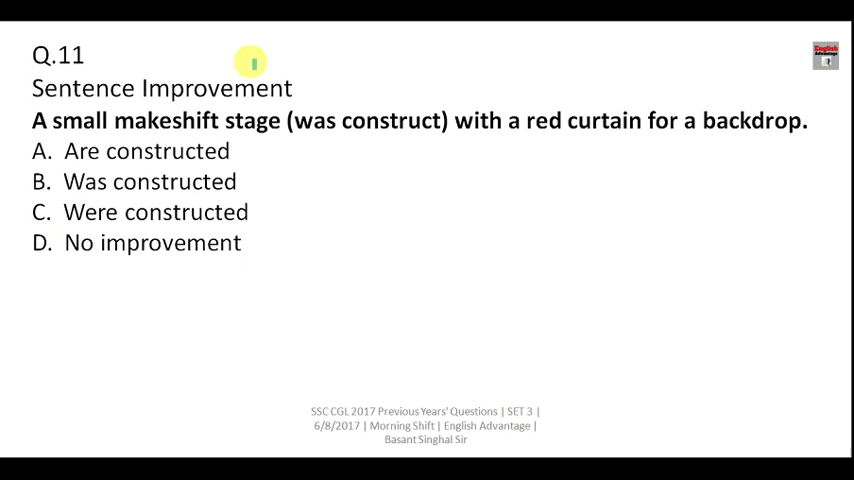 Q.11
English
Advantage
Sentence Improvement
A small makeshift stage (was construct) with a red curtain for a backdrop.
A. Are constructed
B. Was constructed
C. Were constructed
D. No improvement
SSC CGL 2017 Previous Years' Questions | SET 3 |
6/8/2017 | Morning Shift | English Advantage |
Basant Singhal Sir